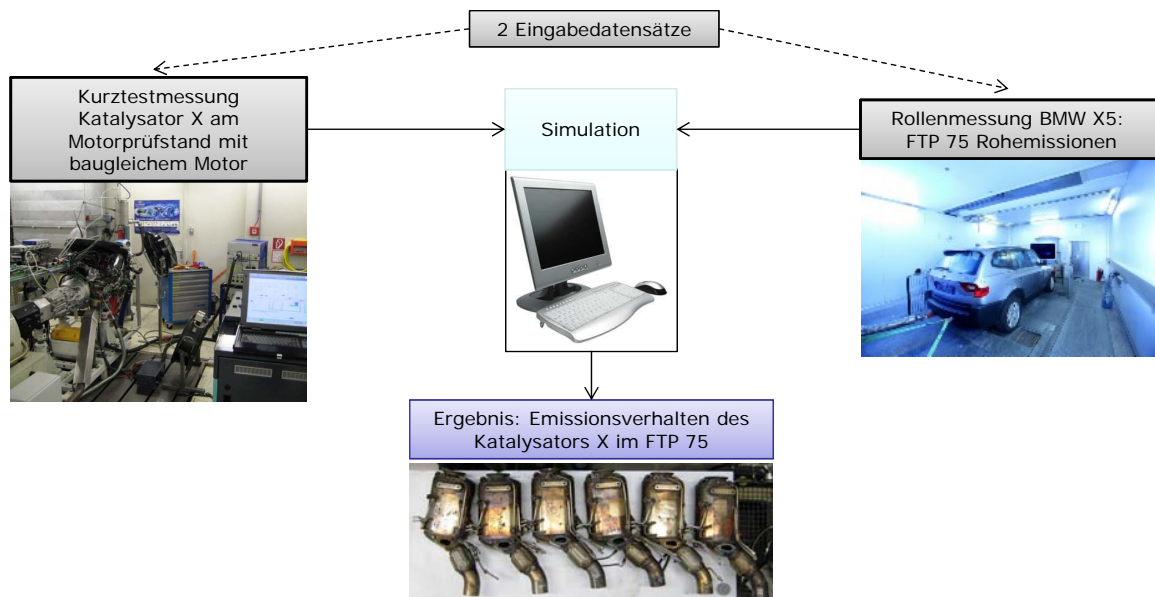 2 Eingabedatensätze
Kurztestmessung
Katalysator X am
Motorprüfstand mit
baugleichem Motor
Simulation
Rollenmessung BMW X5:
FTP 75 Rohemissionen
Ergebnis: Emissionsverhalten des
Katalysators X im FTP 75